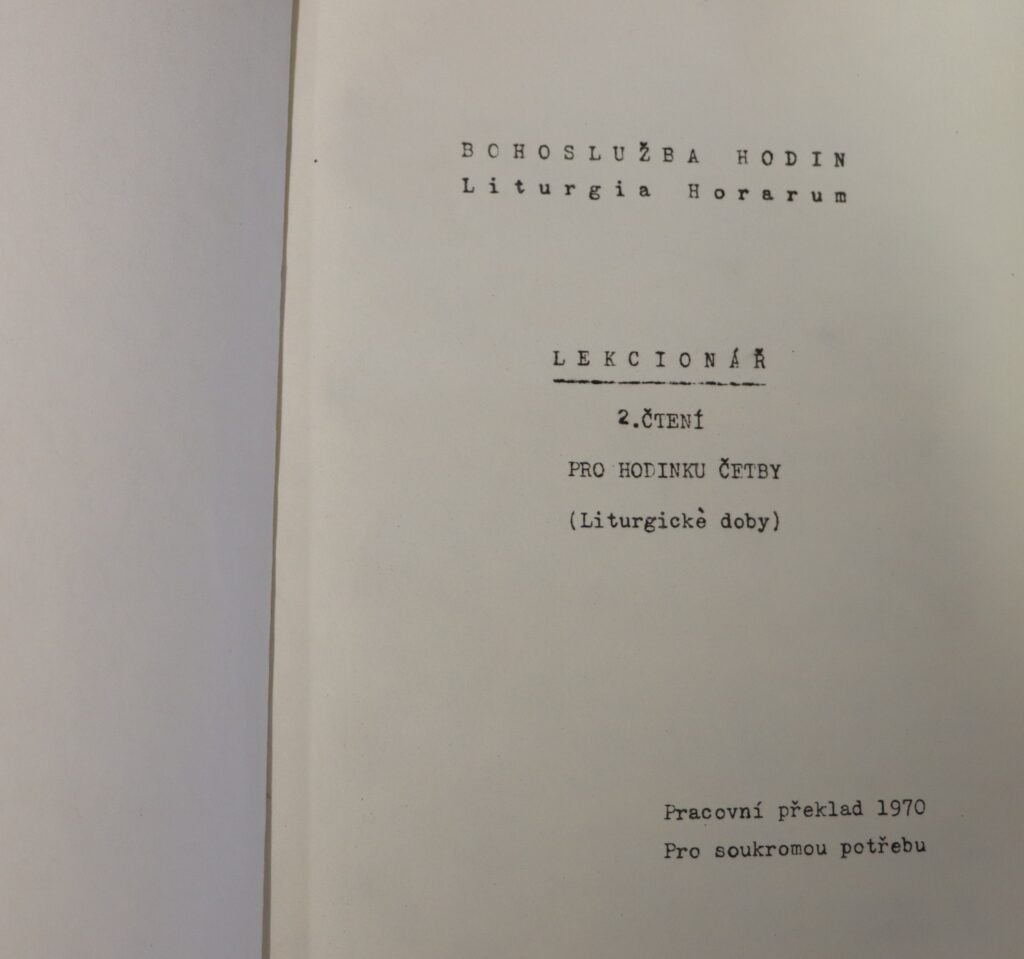 BOHOSLUŽBA HODIN
Liturgia Horarum
LEKCIONÁŘ
2.ČTENÍ
PRO HODINKU ČETBY
(Liturgické doby)
Pracovní překlad 1970
Pro soukromou potřebu